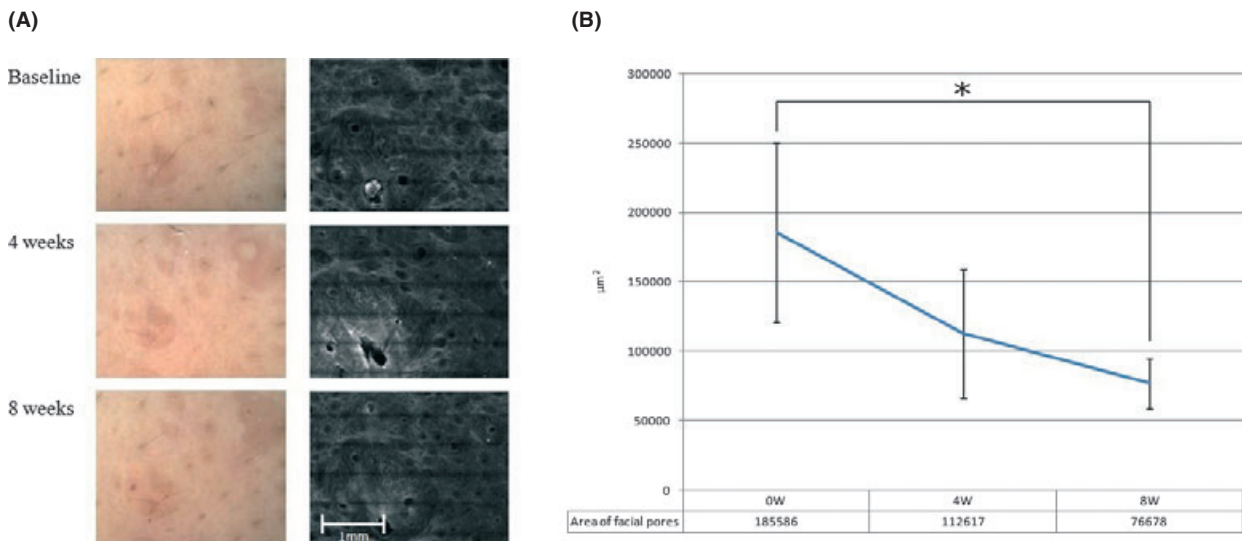 (A)
Baseline
4 weeks
8 weeks
1mm
(B)
300000
250000
200000
150000
100000
50000
0
µm²
*
0W 4W 8W
Area of facial pores 185586 112617 76678